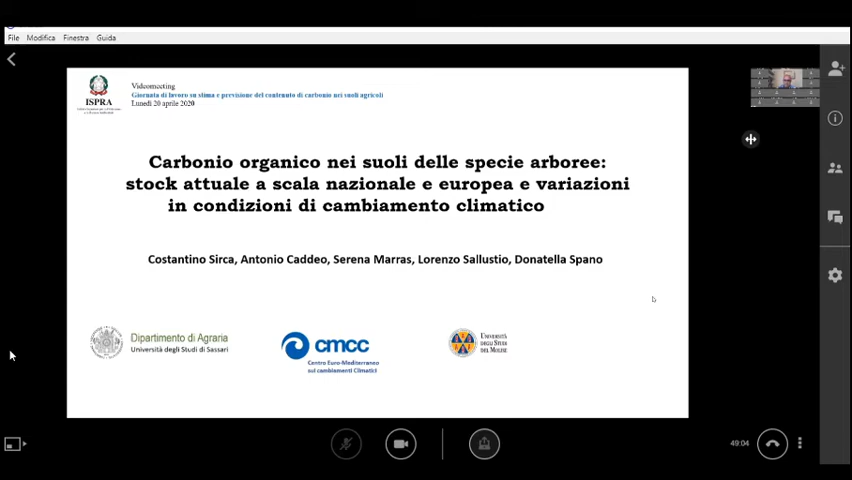 File Modifica Finestra Guida
ISPRA
Videomeeting
Giornata di lavoro su stima e previsione del contenuto di carbonio nei suoli agricoli
Lunedì 20 aprile 2020
Carbonio organico nei suoli delle specie arboree:
stock attuale a scala nazionale e europea e variazioni
in condizioni di cambiamento climatico
Costantino Sirca, Antonio Caddeo, Serena Marras, Lorenzo Sallustio, Donatella Spano
Dipartimento di Agraria
Università degli Studi di Sassari
cmcc
Centro Euro-Mediterraneo
sui cambiamenti Climatici
UNIVERSITÀ
DEGLI STUDI
DEL MOLISE
49:04